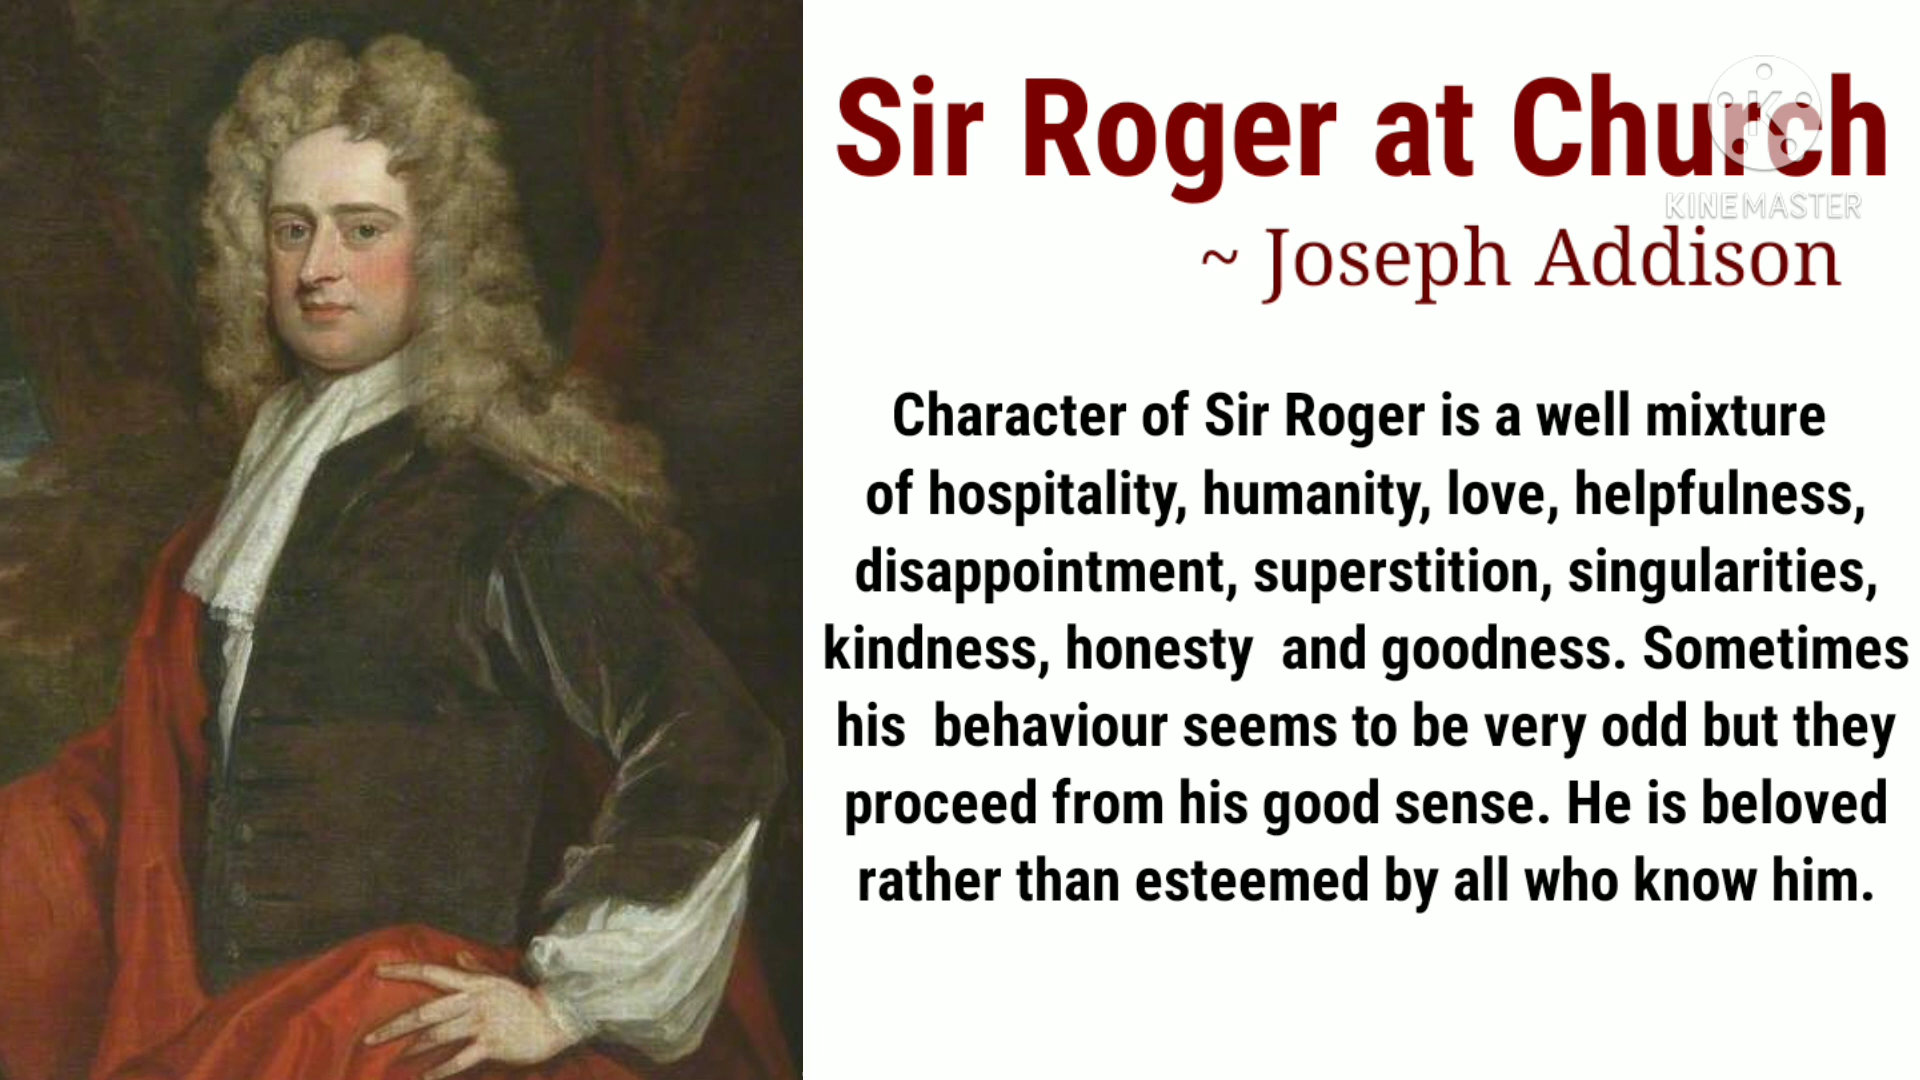 Sir Roger at Church
KINEMASTER
~ Joseph Addison
Character of Sir Roger is a well mixture
of hospitality, humanity, love, helpfulness,
disappointment, superstition, singularities,
kindness, honesty  and goodness. Sometimes
his  behaviour seems to be very odd but they
proceed from his good sense. He is beloved
rather than esteemed by all who know him.